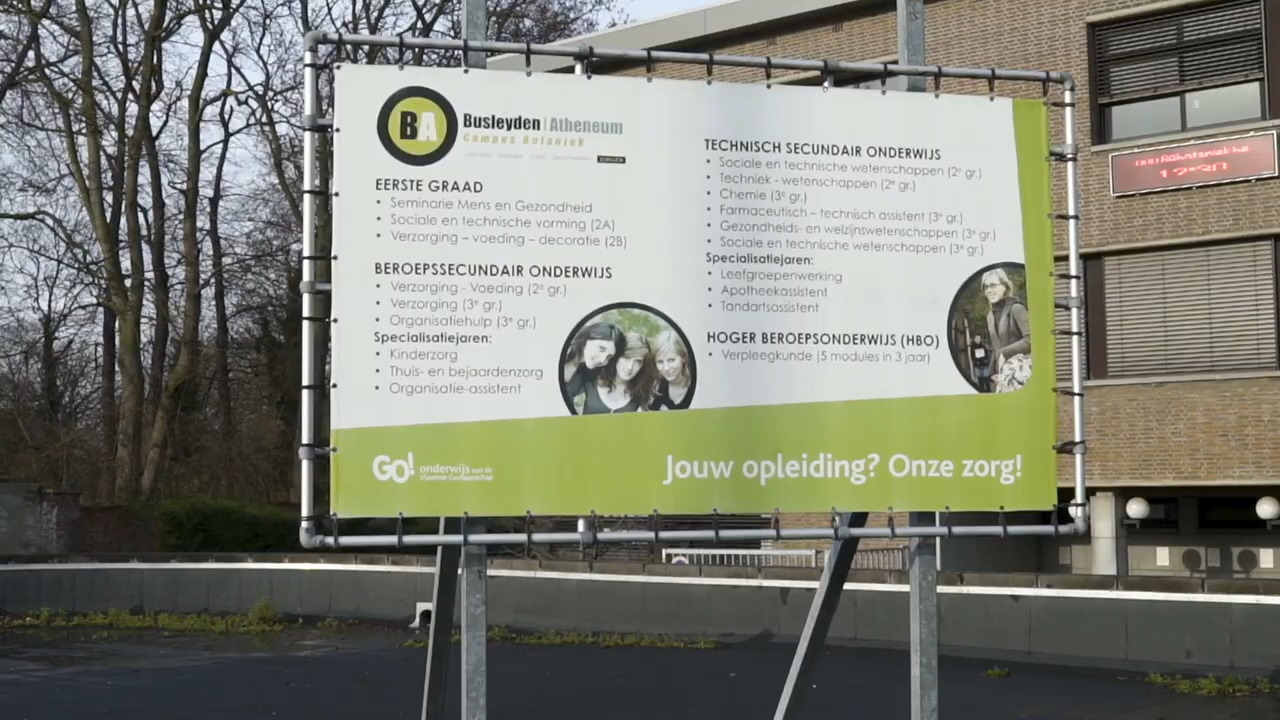 BA
Busleyden | Atheneum
Campus Botaniek
EERSTE GRAAD
• Seminarie Mens en Gezondheid
• Sociale en technische vorming (2A)
• Verzorging – voeding – decoratie (2B)
BEROEPSSECUNDAIR ONDERWIJS
• Verzorging - Voeding (2e gr.)
• Verzorging (3e gr.)
• Organisatiehulp (3e gr.)
Specialisatiejaren:
• Kinderzorg
• Thuis- en bejaardenzorg
• Organisatie-assistent
TECHNISCH SECUNDAIR ONDERWIJS
• Sociale en technische wetenschappen (2e gr.)
• Techniek - wetenschappen (2e gr.)
• Chemie (3e gr.)
• Farmaceutisch – technisch assistent (3e gr.)
• Gezondheids- en welzijnswetenschappen (3e gr.)
• Sociale en technische wetenschappen (3e gr.)
Specialisatiejaren:
• Leefgroepenwerking
• Apotheekassistent
• Tandartsassistent
HOGER BEROEPSONDERWIJS (HBO)
• Verpleegkunde (5 modules in 3 jaar)
GO! onderwijs van de
Vlaamse Gemeenschap
Jouw opleiding? Onze zorg!
12:30